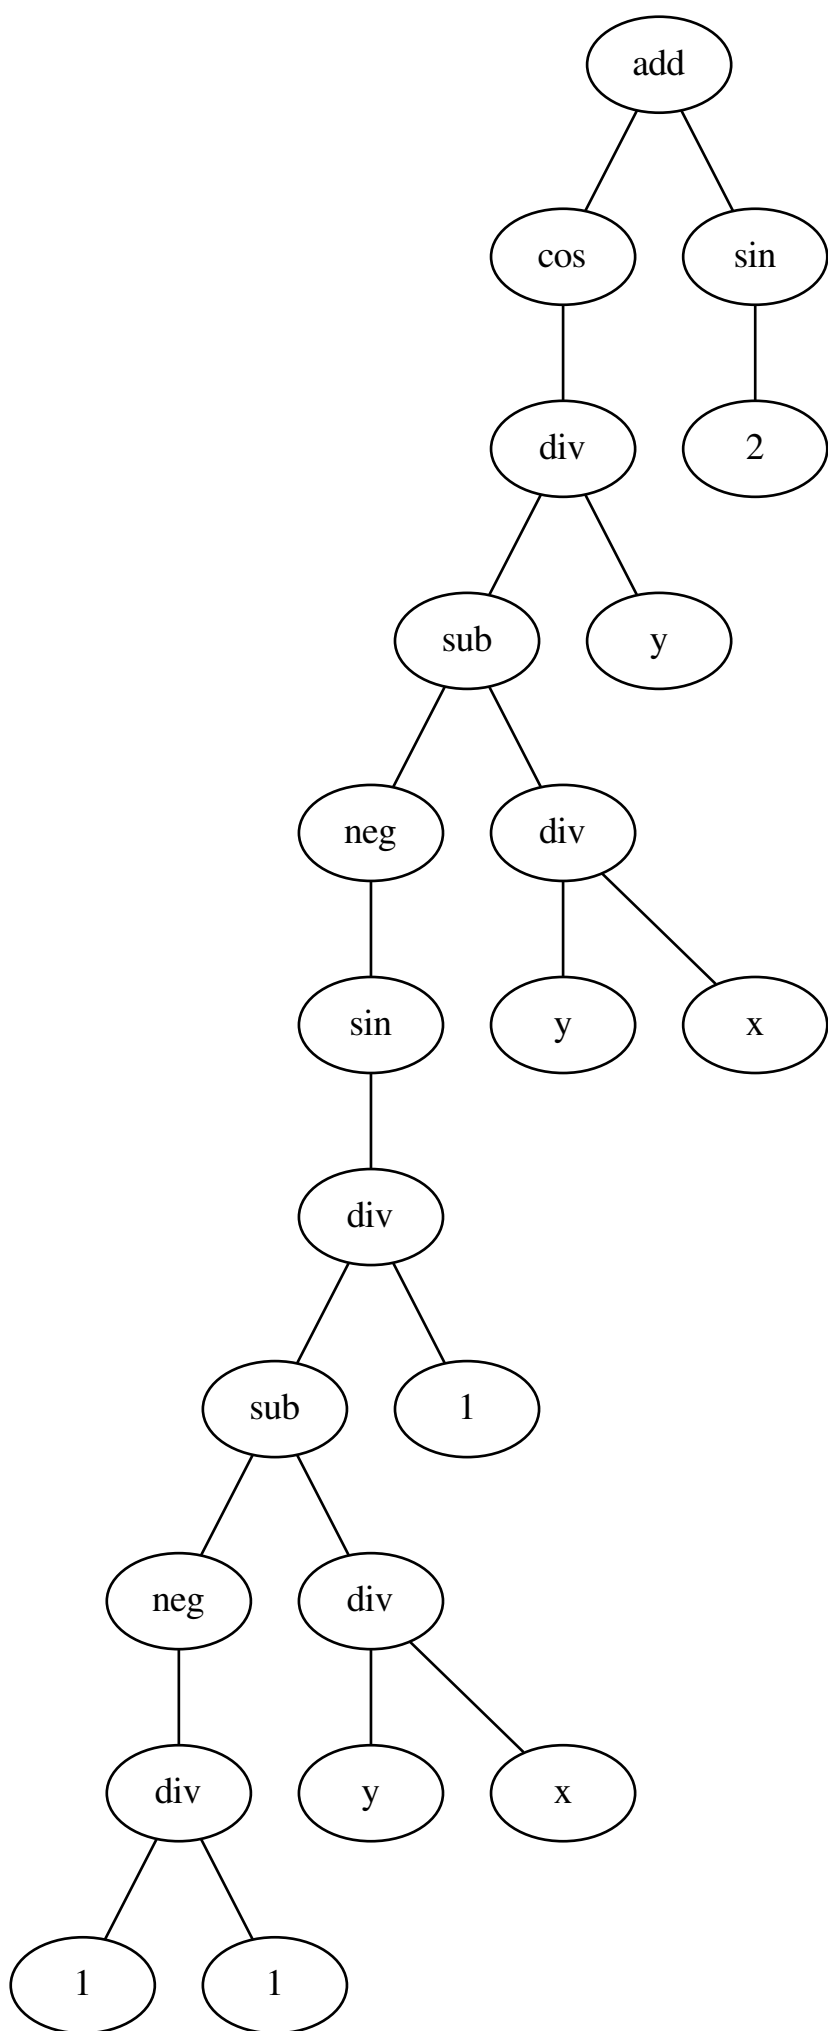 add
cos sin
div 2
sub y
neg div
sin y x
div
sub 1
neg div
div y x
1 1